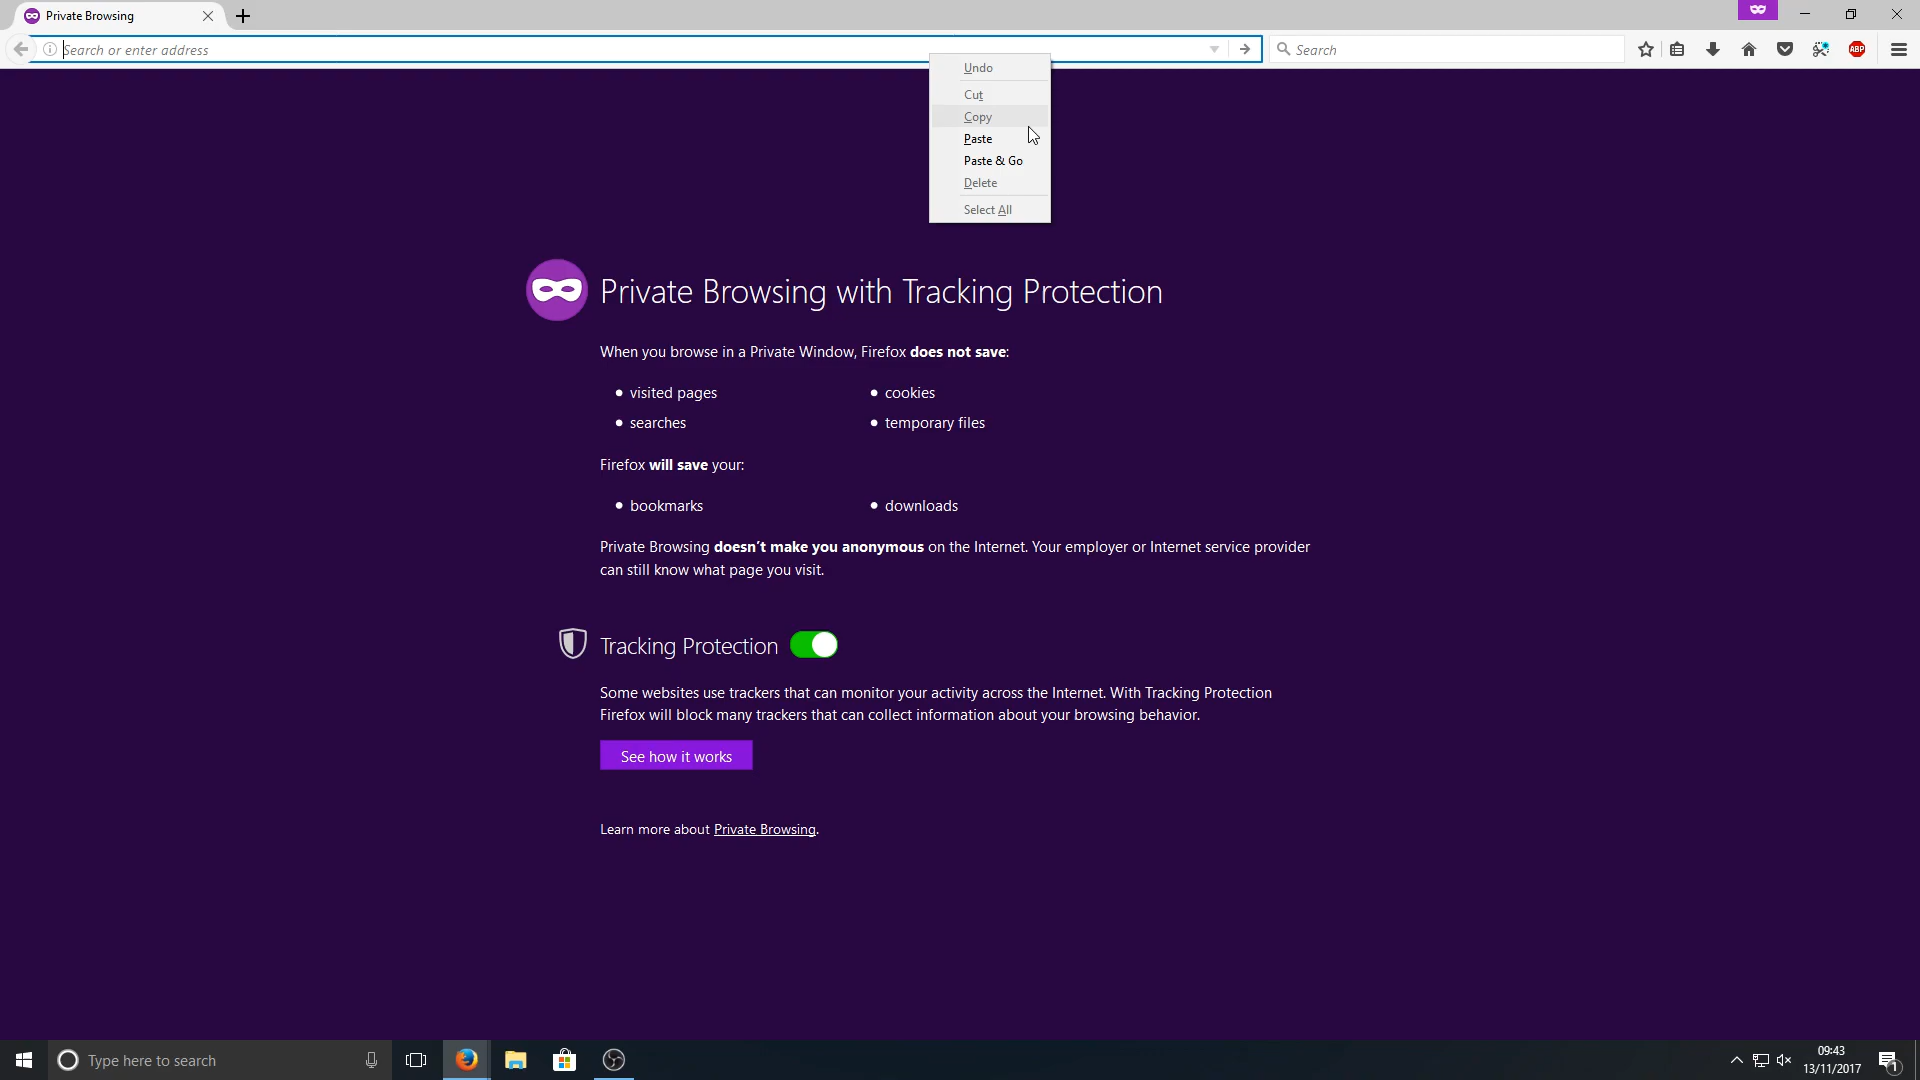 Private Browsing
Search or enter address
Search
ABP
Undo
Cut
Copy
Paste
Paste & Go
Delete
Select All
Private Browsing with Tracking Protection
When you browse in a Private Window, Firefox does not save:
visited pages
cookies
searches
temporary files
Firefox will save your:
bookmarks
downloads
Private Browsing doesn't make you anonymous on the Internet. Your employer or Internet service provider
can still know what page you visit.
Tracking Protection
Some websites use trackers that can monitor your activity across the Internet. With Tracking Protection
Firefox will block many trackers that can collect information about your browsing behavior.
See how it works
Learn more about Private Browsing.
Type here to search
09:43
13/11/2017
1